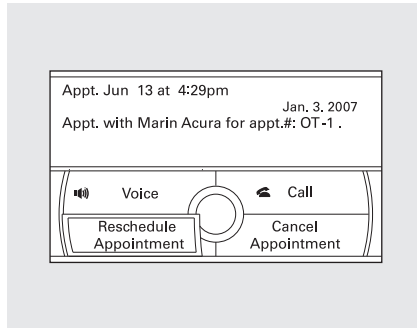 Appt. Jun 13 at 4:29pm
Jan. 3. 2007
Appt. with Marin Acura for appt.#: OT-1 .
Voice
Call
Reschedule
Appointment
Cancel
Appointment